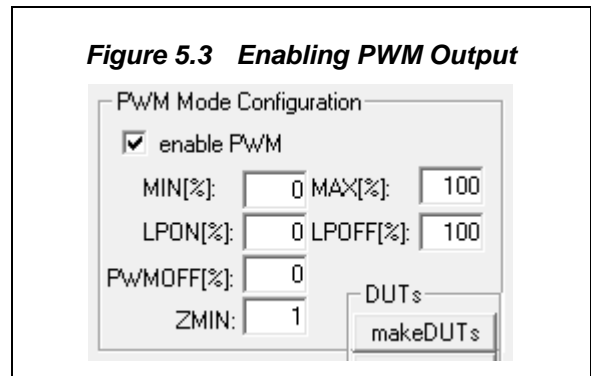 Figure 5.3 Enabling PWM Output
PWM Mode Configuration
enable PWM
MIN[%]: 0 MAX[%]: 100
LPON[%]: 0 LPOFF[%]: 100
PWMOFF[%]: 0
DUTs
ZMIN: 1
makeDUTs